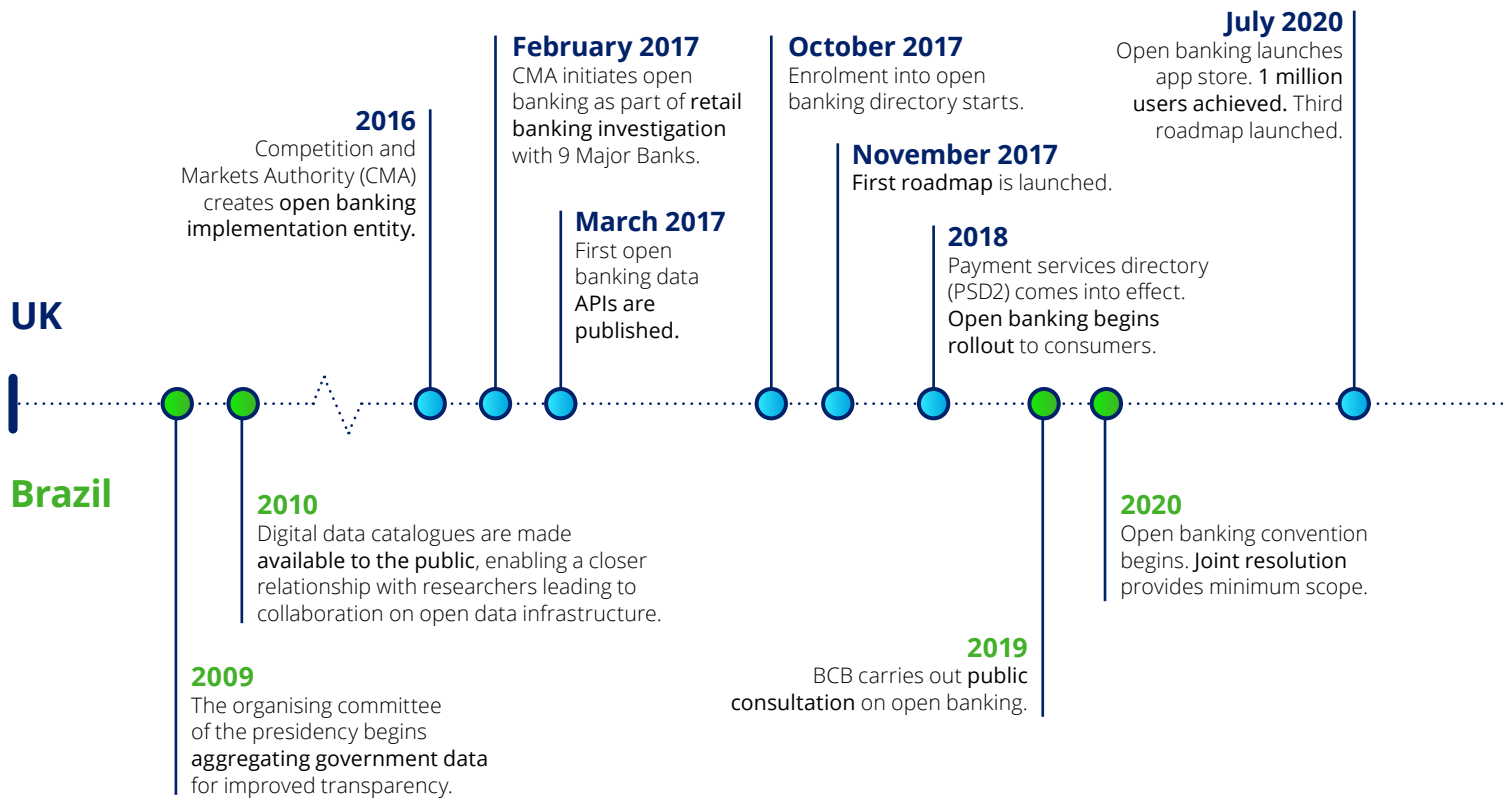 July 2020
Open banking launches
app store. 1 million
users achieved. Third
roadmap launched.
February 2017
CMA initiates open
banking as part of retail
banking investigation
with 9 Major Banks.
October 2017
Enrolment into open
banking directory starts.
2016
Competition and
Markets Authority (CMA)
creates open banking
implementation entity.
November 2017
First roadmap is launched.
March 2017
First open
banking data
APIs are
published.
2018
Payment services directory
(PSD2) comes into effect.
Open banking begins
rollout to consumers.
UK
Brazil
2010
Digital data catalogues are made
available to the public, enabling a closer
relationship with researchers leading to
collaboration on open data infrastructure.
2020
Open banking convention
begins. Joint resolution
provides minimum scope.
2019
BCB carries out public
consultation on open banking.
2009
The organising committee
of the presidency begins
aggregating government data
for improved transparency.